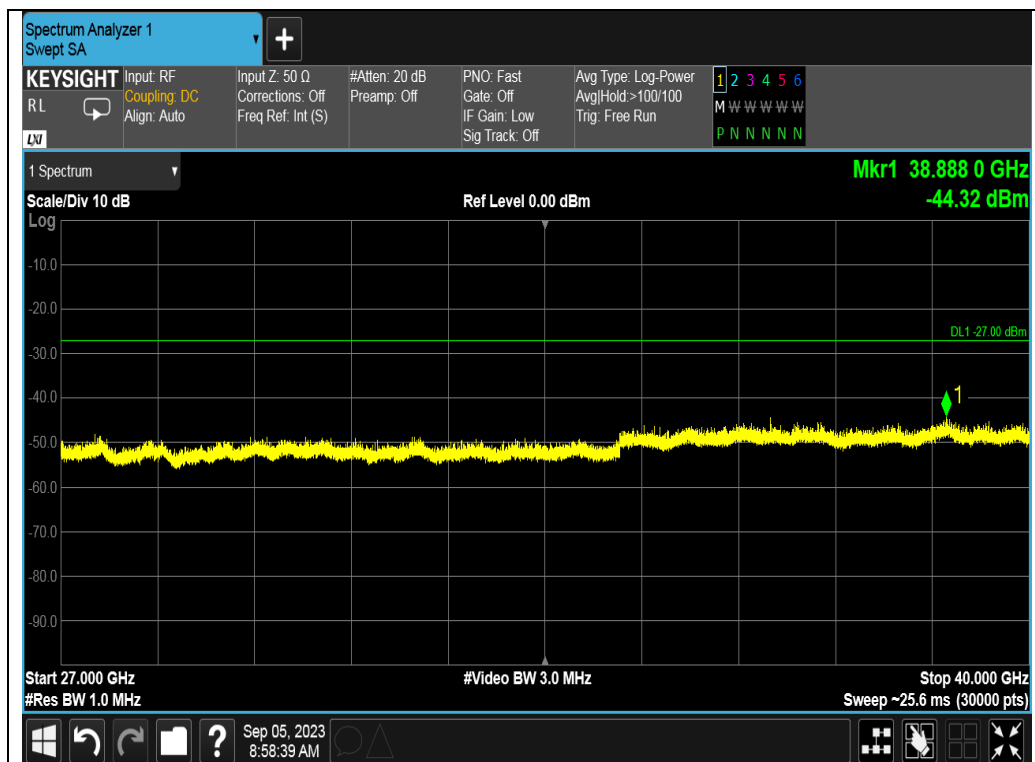 Spectrum Analyzer 1
Swept SA
+
KEYSIGHT Input: RF Input Z: 50 Ω #Atten: 20 dB PNO: Fast Avg Type: Log-Power 1 2 3 4 5 6
RL Coupling: DC Corrections: Off Preamp: Off Gate: Off Avg|Hold:>100/100 M W W W W W
Align: Auto Freq Ref: Int (S) IF Gain: Low Trig: Free Run
LXI Sig Track: Off P N N N N N
1 Spectrum Mkr1 38.888 0 GHz
Scale/Div 10 dB Ref Level 0.00 dBm -44.32 dBm
Log
-10.0
-20.0
DL1 -27.00 dBm
-30.0
-40.0
1
-50.0
-60.0
-70.0
-80.0
-90.0
Start 27.000 GHz #Video BW 3.0 MHz Stop 40.000 GHz
#Res BW 1.0 MHz Sweep ~25.6 ms (30000 pts)
? Sep 05, 2023
8:58:39 AM